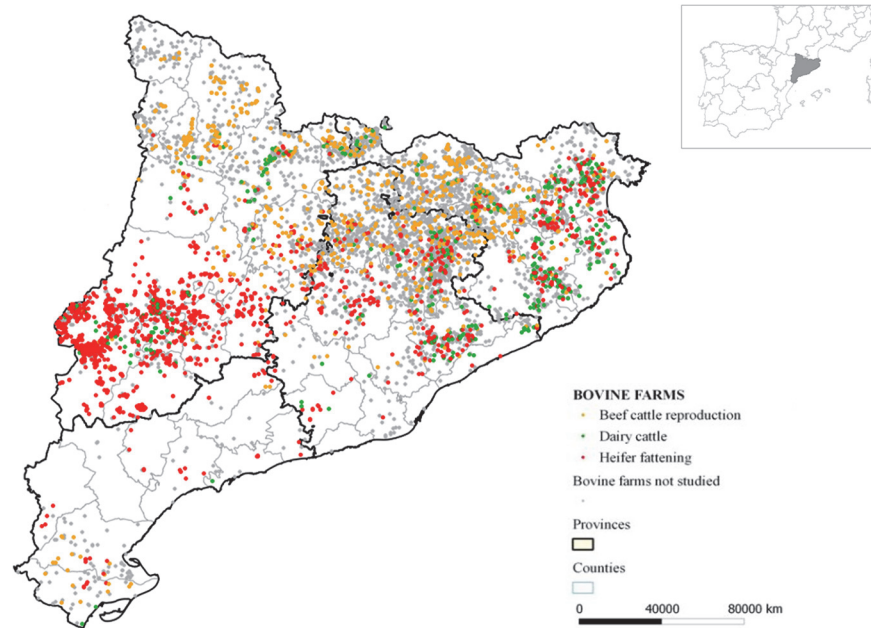 BOVINE FARMS
Beef cattle reproduction
Dairy cattle
Heifer fattening
Bovine farms not studied
Provinces
Counties
0 40000 80000 km